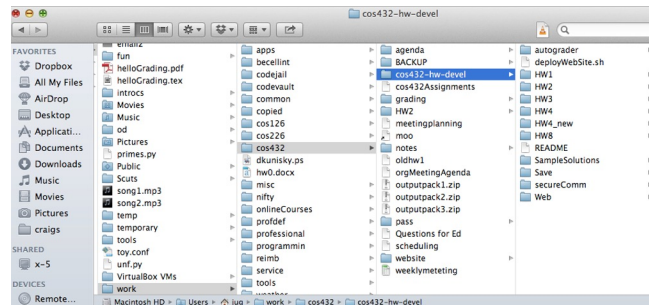 cos432-hw-devel
FAVORITES
Dropbox
All My Files
AirDrop
Desktop
Applicati...
Documents
Downloads
Music
Movies
Pictures
craigs
SHARED
x-5
DEVICES
Remote...
email2
fun
helloGrading.pdf
helloGrading.tex
introcs
Movies
Music
od
Pictures
primes.py
Public
Scuts
song1.mp3
song2.mp3
temp
temporary
tools
toy.conf
unf.py
VirtualBox VMs
work
apps
becellint
codejail
codevault
common
copied
cos126
cos226
cos432
dkunisky.ps
hw0.docx
misc
nifty
onlineCourses
profdef
professional
programmin
reimb
service
tools
weather
agenda
BACKUP
cos432-hw-devel
cos432Assignments
grading
HW2
meetingplanning
moo
notes
oldhw1
orgMeetingAgenda
outputpack1.zip
outputpack2.zip
outputpack3.zip
pass
Questions for Ed
scheduling
website
weeklymeteting
autograder
deployWebSite.sh
HW1
HW2
HW3
HW4
HW4_new
HW8
README
SampleSolutions
Save
secureComm
Web
Macintosh HD ▸ Users ▸ jug ▸ work ▸ cos432 ▸ cos432-hw-devel